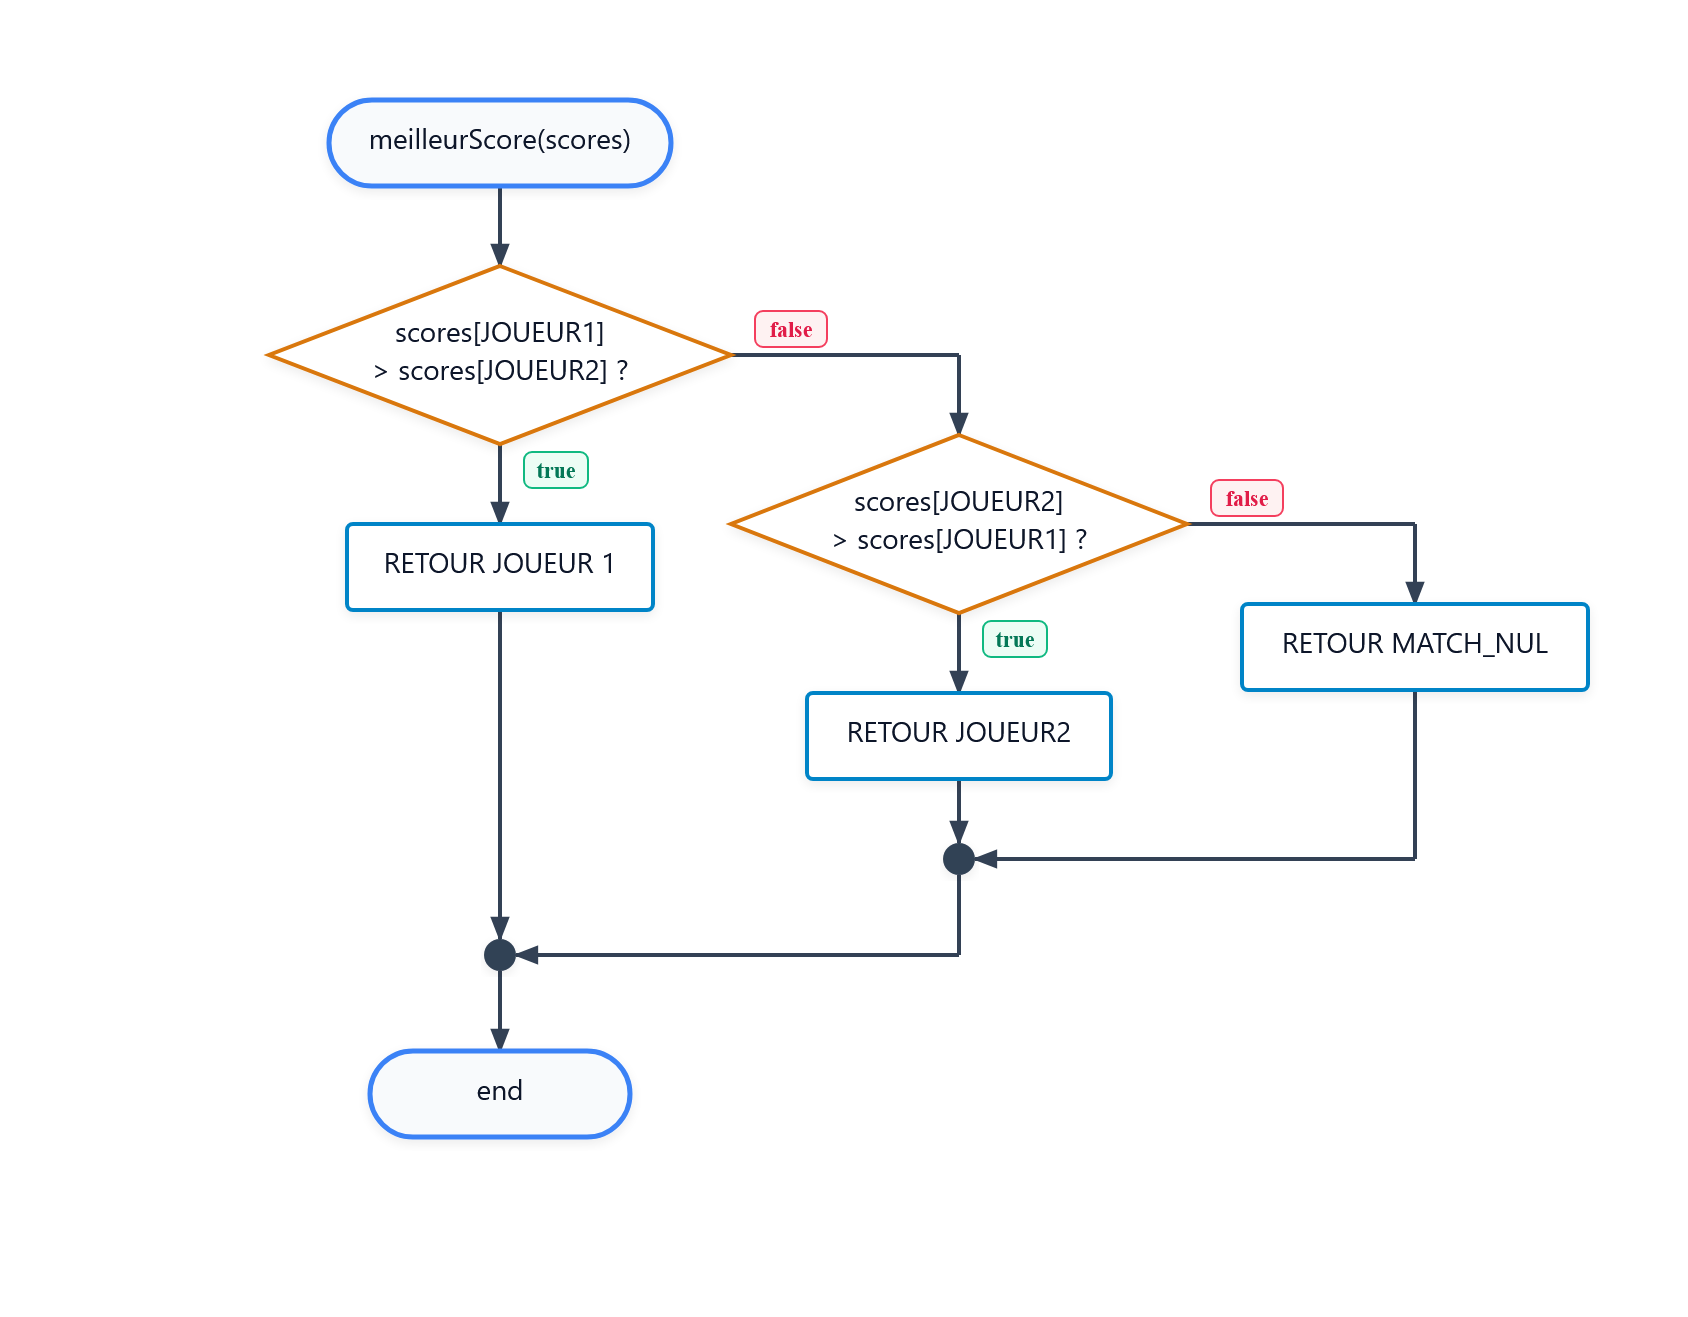 meilleurScore(scores)
scores[JOUEUR1]
> scores[JOUEUR2] ?
false
true
RETOUR JOUEUR 1
scores[JOUEUR2]
> scores[JOUEUR1] ?
false
true
RETOUR MATCH_NUL
RETOUR JOUEUR2
end